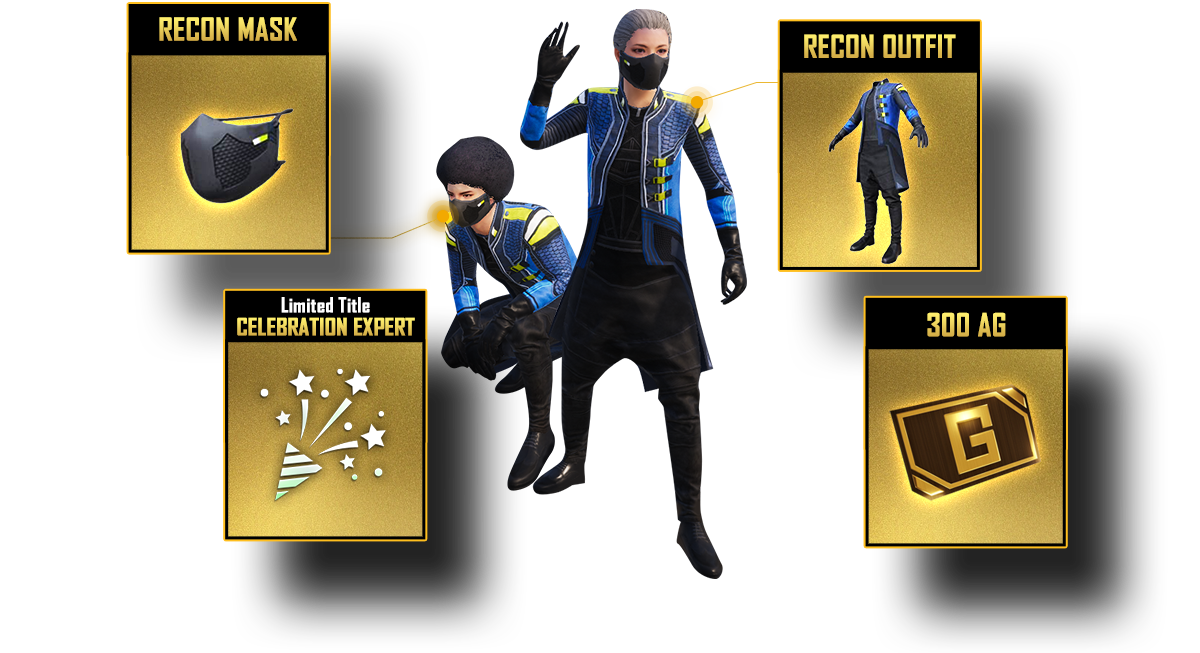 RECON MASK
RECON OUTFIT
Limited Title
CELEBRATION EXPERT
300 AG
G